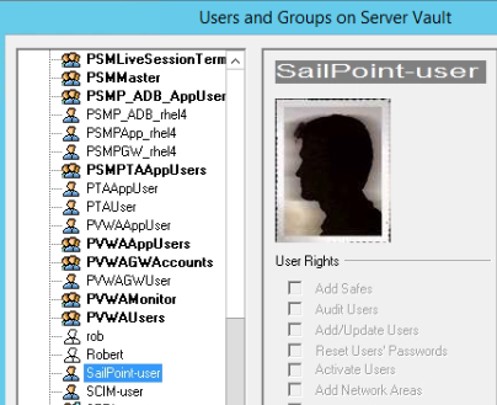 Users and Groups on Server Vault
PSMLiveSessionTerm
PSMMaster
PSMP_ADB_AppUser
PSMP_ADB_rhel4
PSMPApp_rhel4
PSMPGW_rhel4
PSMPTAAppUsers
PTAAppUser
PTAUser
PVWAAppUser
PVWAAppUsers
PVWAGWAccounts
PVWAGWUser
PVWAMonitor
PVWAUsers
rob
Robert
SailPoint-user
SCIM-user
SailPoint-user
User Rights
Add Safes
Audit Users
Add/Update Users
Reset Users' Passwords
Activate Users
Add Network Areas